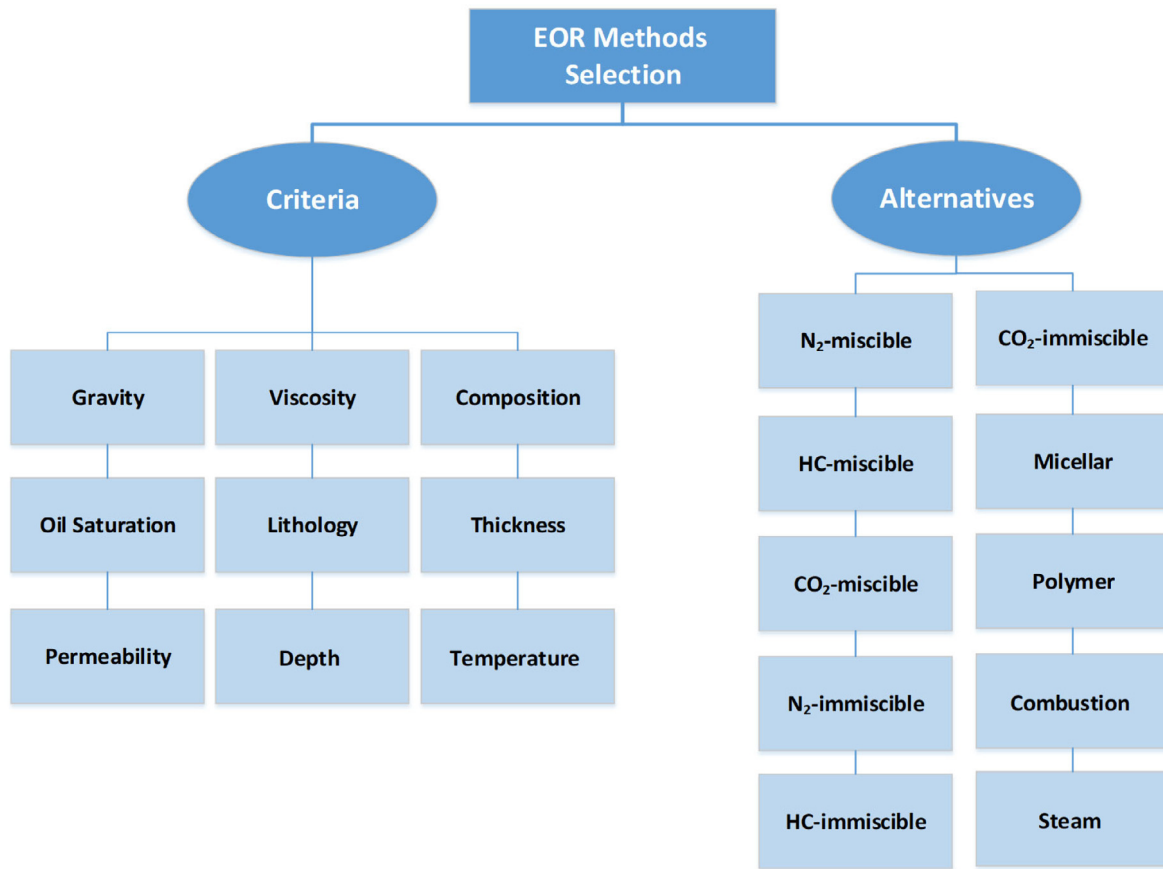 EOR Methods
Selection
Criteria
Alternatives
Gravity
Viscosity
Composition
Oil Saturation
Lithology
Thickness
Permeability
Depth
Temperature
N₂-miscible
CO₂-immiscible
HC-miscible
Micellar
CO₂-miscible
Polymer
N₂-immiscible
Combustion
HC-immiscible
Steam